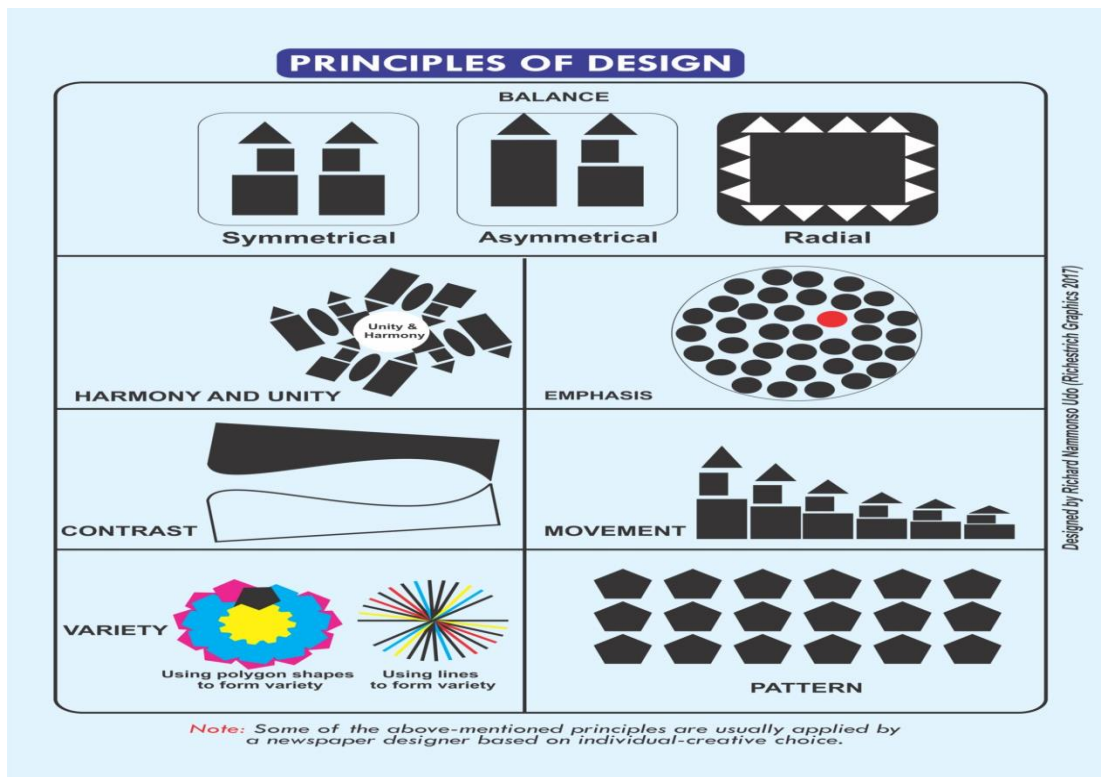 PRINCIPLES OF DESIGN
BALANCE
Symmetrical
Asymmetrical
Radial
Unity &
Harmony
HARMONY AND UNITY
EMPHASIS
CONTRAST
MOVEMENT
VARIETY
Using polygon shapes
to form variety
Using lines
to form variety
PATTERN
Note: Some of the above-mentioned principles are usually applied by
a newspaper designer based on individual-creative choice.
Designed by Richard Nammonso Udo (Richestrich Graphics 2017)